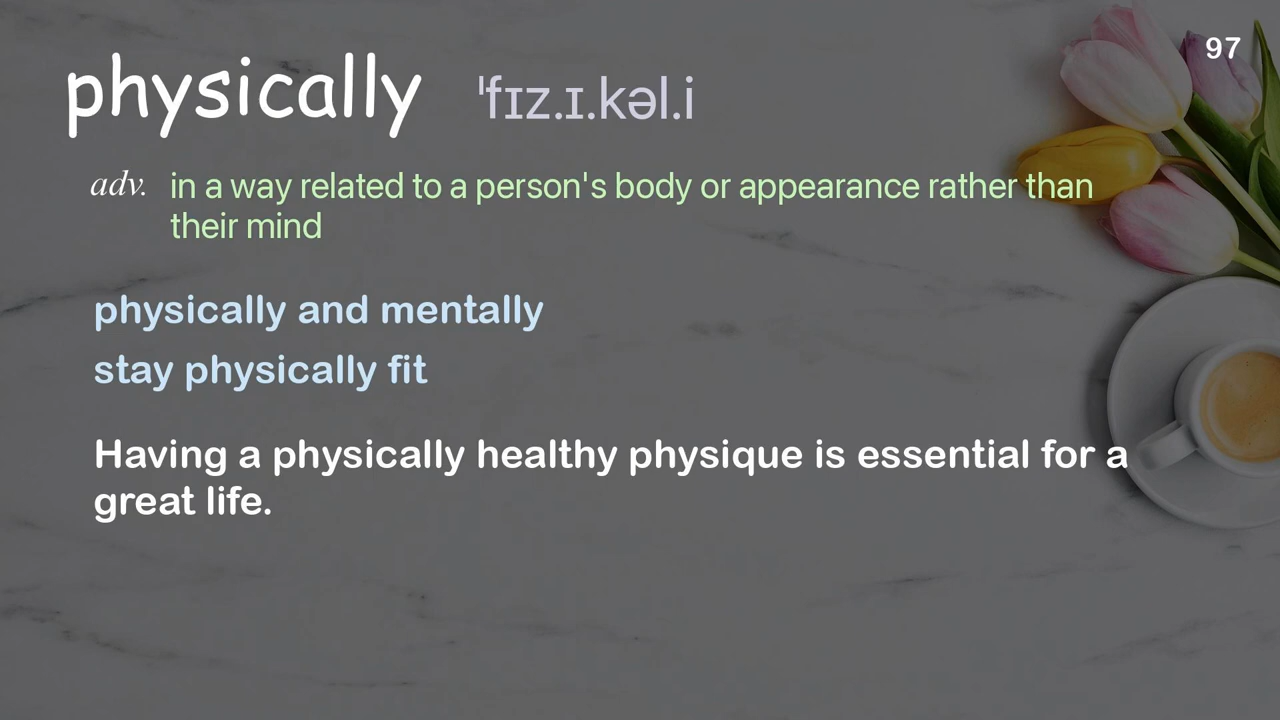 97
physically ˈfɪz.ɪ.kəl.i
adv. in a way related to a person's body or appearance rather than
their mind
physically and mentally
stay physically fit
Having a physically healthy physique is essential for a
great life.